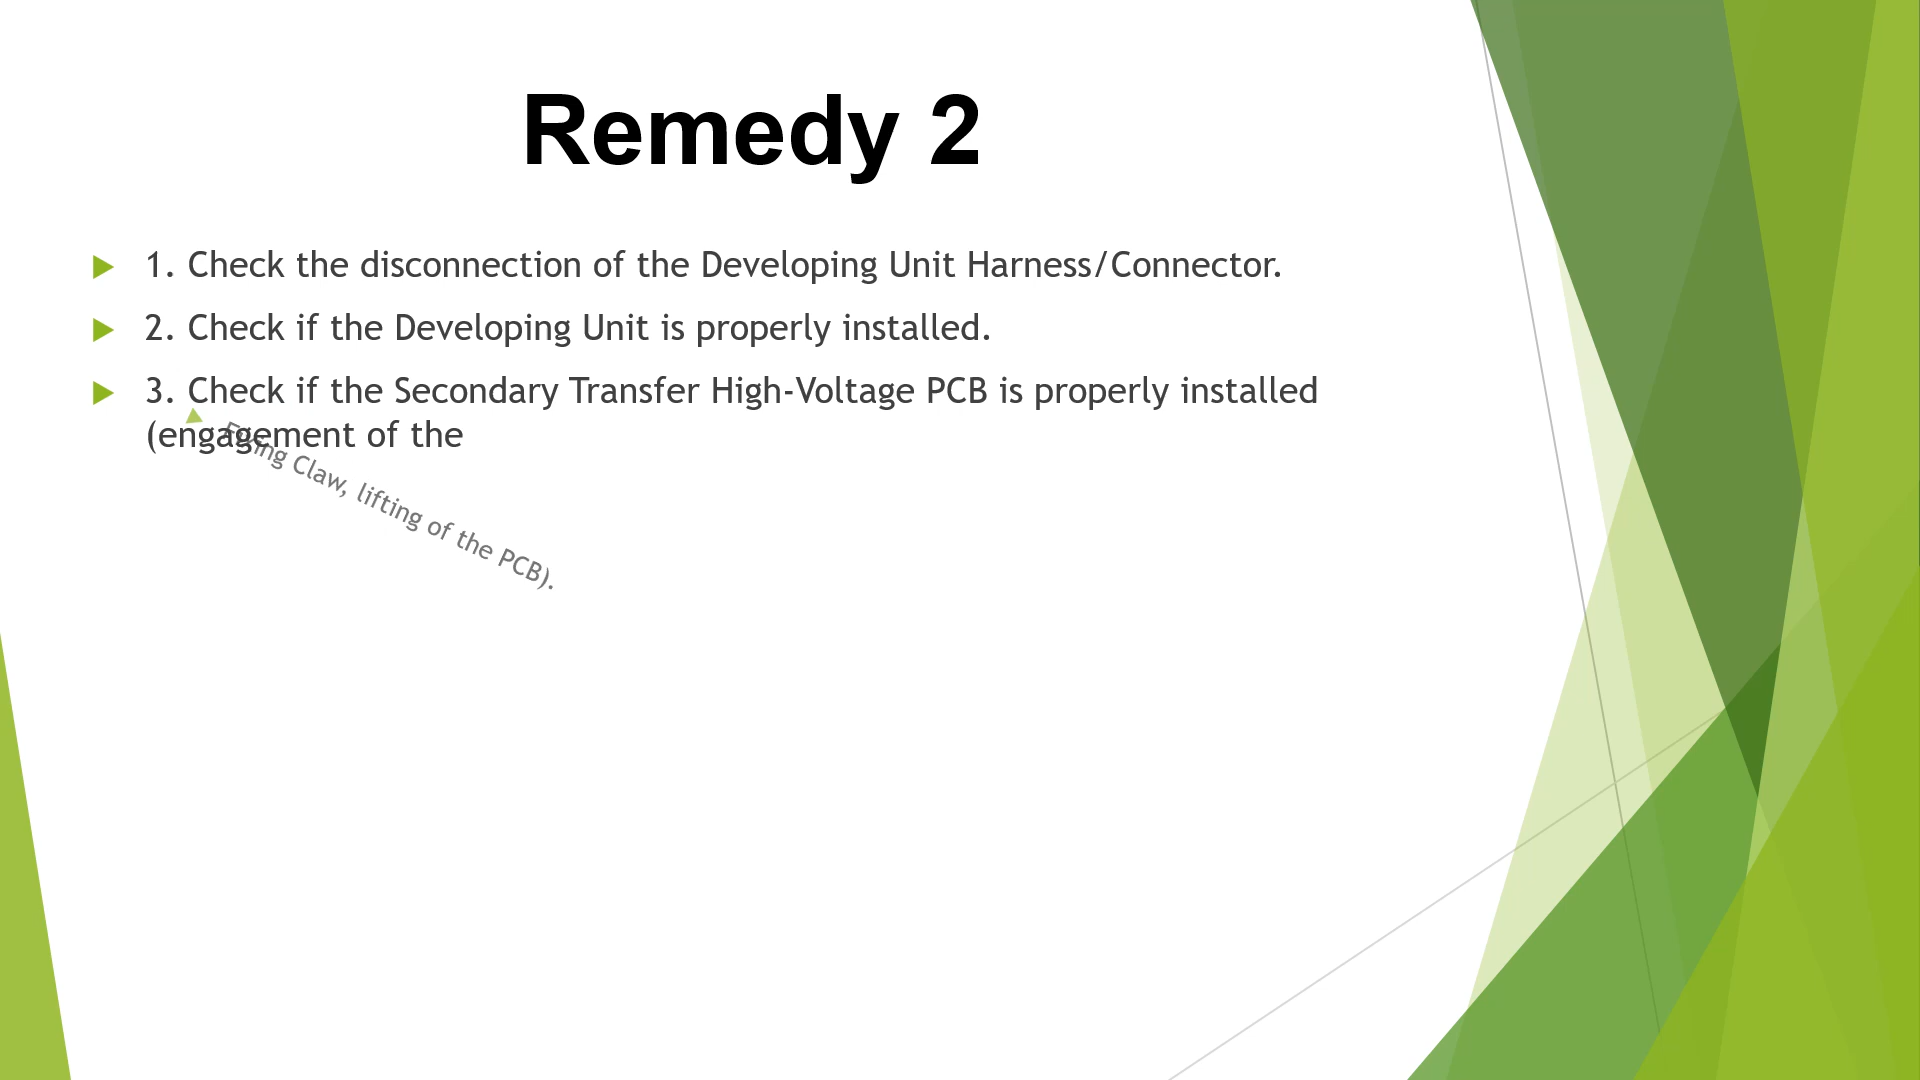 Remedy 2
1. Check the disconnection of the Developing Unit Harness/Connector.
2. Check if the Developing Unit is properly installed.
3. Check if the Secondary Transfer High-Voltage PCB is properly installed
(engagement of the
Claw, lifting of the PCB).